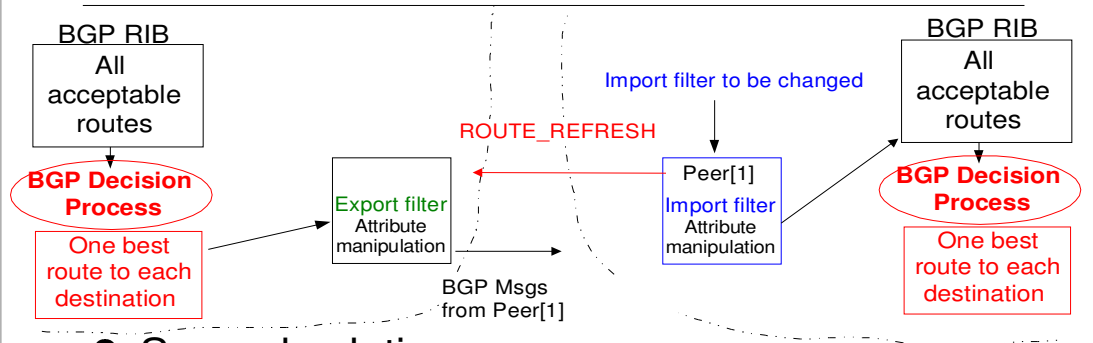 BGP RIB
All
acceptable
routes
BGP Decision
Process
One best
route to each
destination
Export filter
Attribute
manipulation
ROUTE_REFRESH
BGP Msgs
from Peer[1]
Import filter to be changed
Peer[1]
Import filter
Attribute
manipulation
BGP RIB
All
acceptable
routes
BGP Decision
Process
One best
route to each
destination